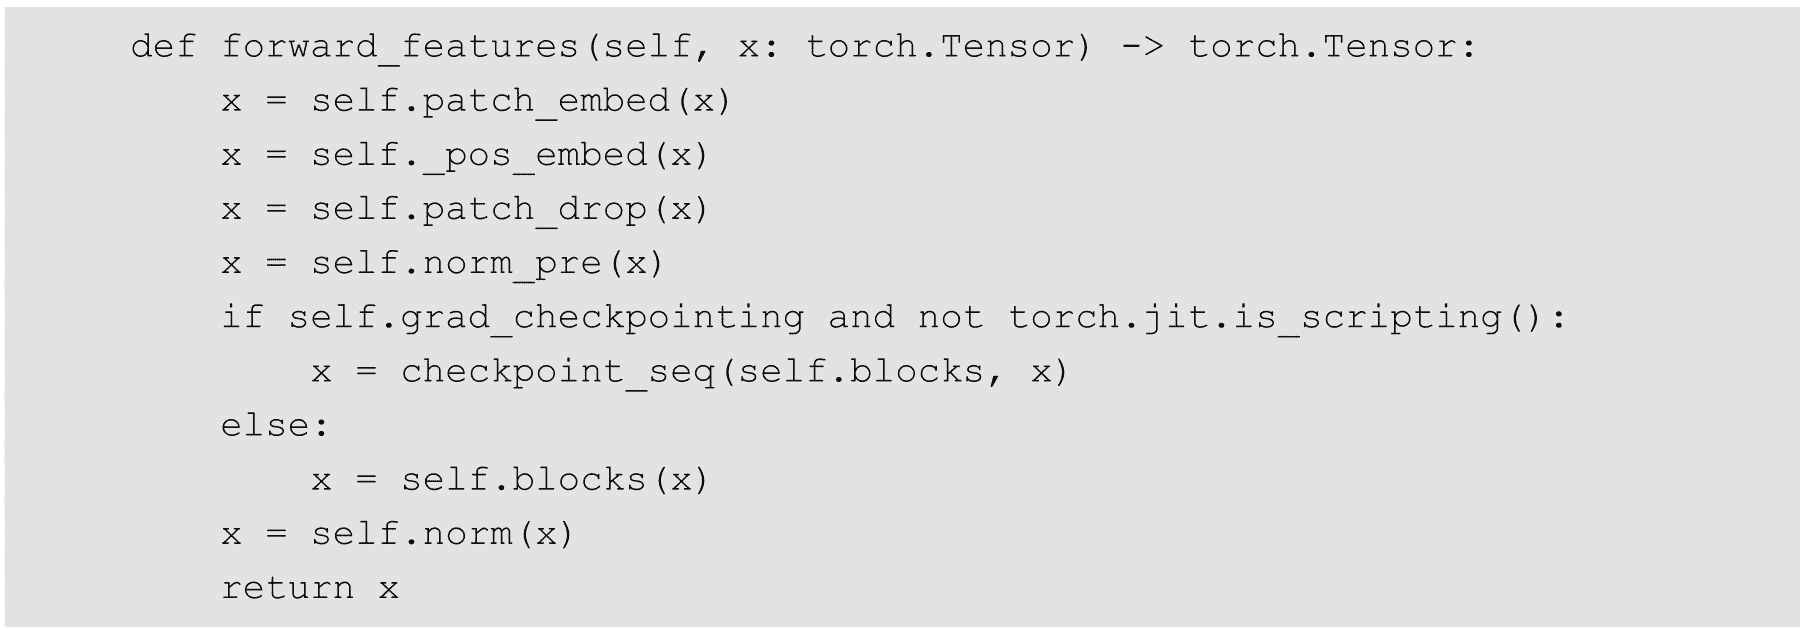 def forward_features(self, x: torch.Tensor) -> torch.Tensor:
    x = self.patch_embed(x)
    x = self._pos_embed(x)
    x = self.patch_drop(x)
    x = self.norm_pre(x)
    if self.grad_checkpointing and not torch.jit.is_scripting():
        x = checkpoint_seq(self.blocks, x)
    else:
        x = self.blocks(x)
    x = self.norm(x)
    return x